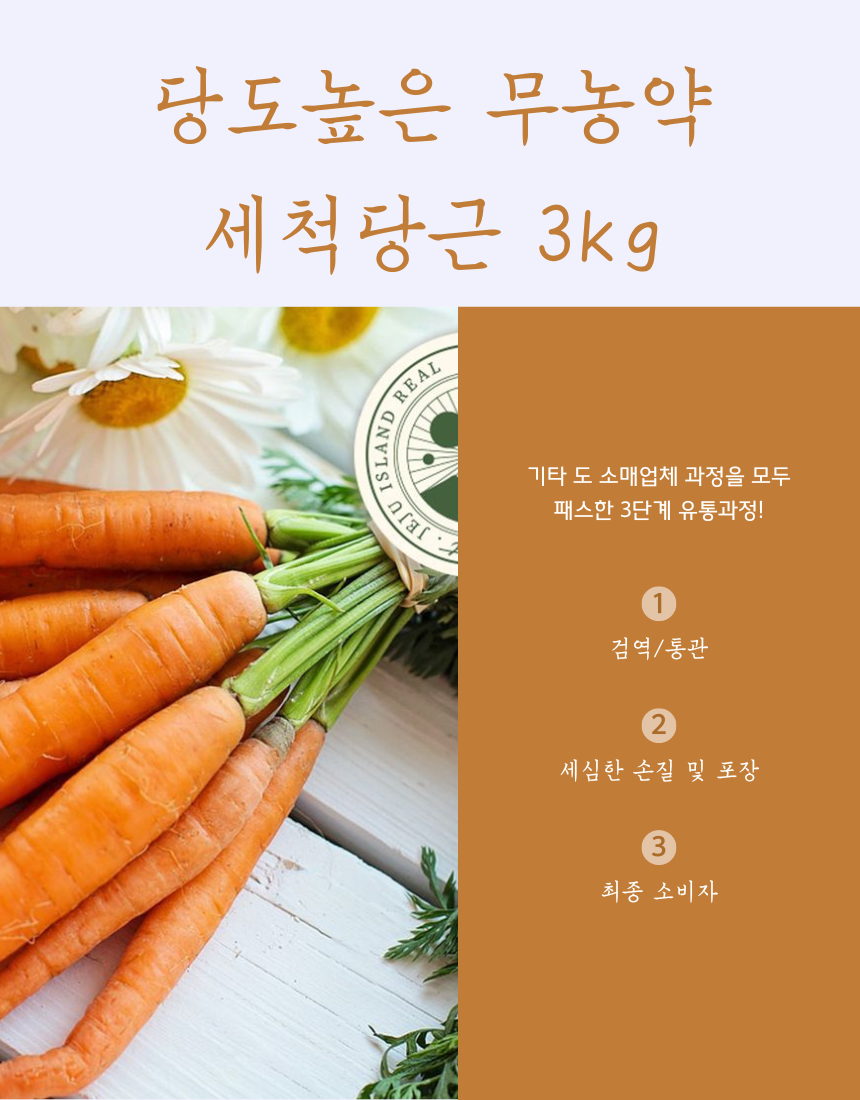 당도높은 무농약
세척당근 3kg
JEJU ISLAND REAL
기타 도 소매업체 과정을 모두
패스한 3단계 유통과정!
1
검역/통관
2
세심한 손질 및 포장
3
최종 소비자